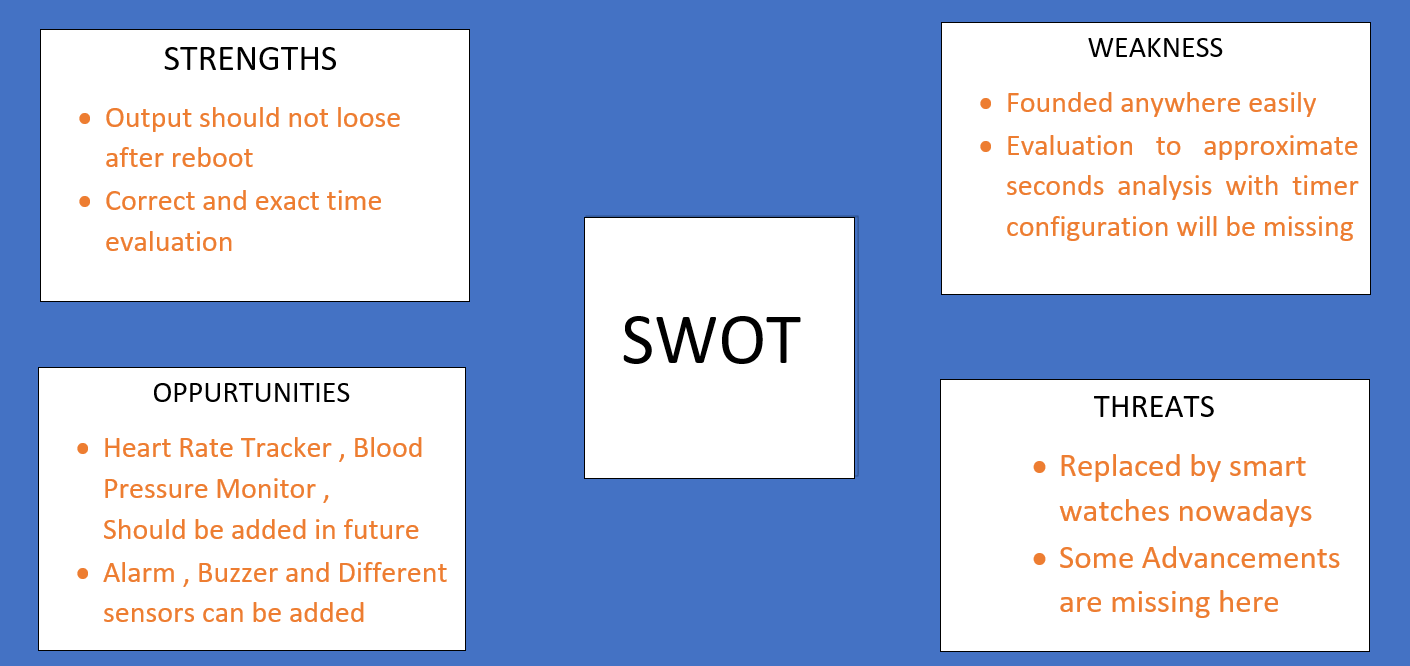 STRENGTHS
• Output should not loose
after reboot
• Correct and exact time
evaluation
WEAKNESS
• Founded anywhere easily
• Evaluation to approximate
seconds analysis with timer
configuration will be missing
SWOT
OPPURTUNITIES
• Heart Rate Tracker , Blood
Pressure Monitor ,
Should be added in future
• Alarm , Buzzer and Different
sensors can be added
THREATS
• Replaced by smart
watches nowadays
• Some Advancements
are missing here